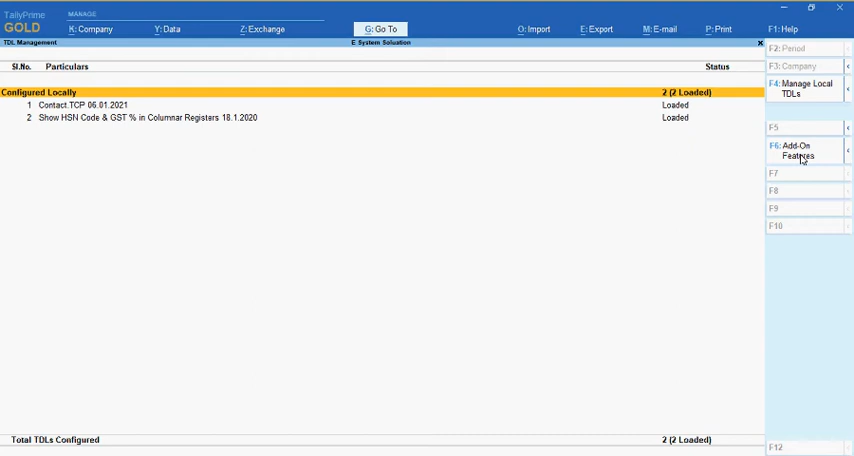 TallyPrime
GOLD
MANAGE
K: Company
Y: Data
Z: Exchange
G: Go To
O: Import
E: Export
M: E-mail
P: Print
F1: Help
TDL Management
E System Soluation
x
Sl.No. Particulars Status
Configured Locally 2 (2 Loaded)
1 Contact.TCP 06.01.2021 Loaded
2 Show HSN Code & GST % in Columnar Registers 18.1.2020 Loaded
Total TDLs Configured 2 (2 Loaded)
F2: Period
F3: Company
F4: Manage Local
TDLs
F5
F6: Add-On
Features
F7
F8
F9
F10
F12